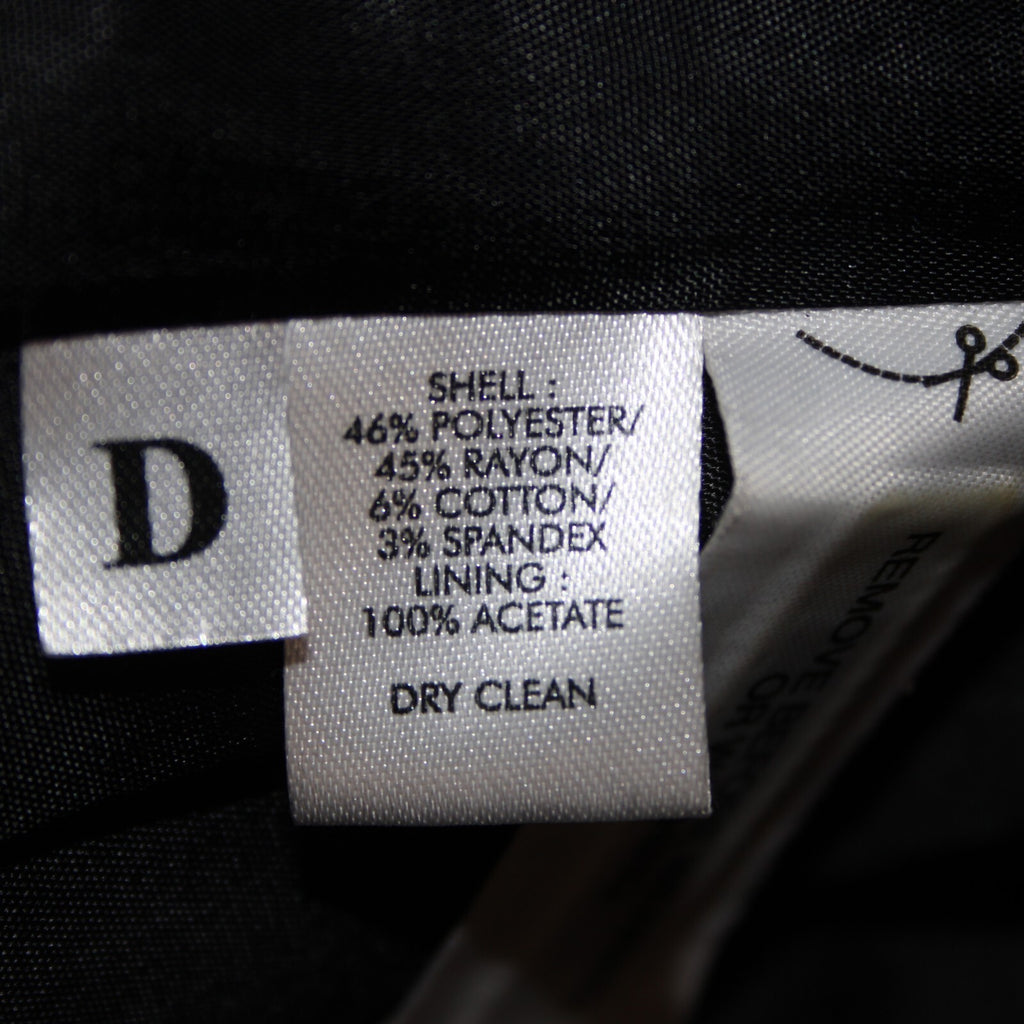 D
SHELL :
46% POLYESTER/
45% RAYON/
6% COTTON/
3% SPANDEX
LINING :
100% ACETATE
DRY CLEAN
REMOVE